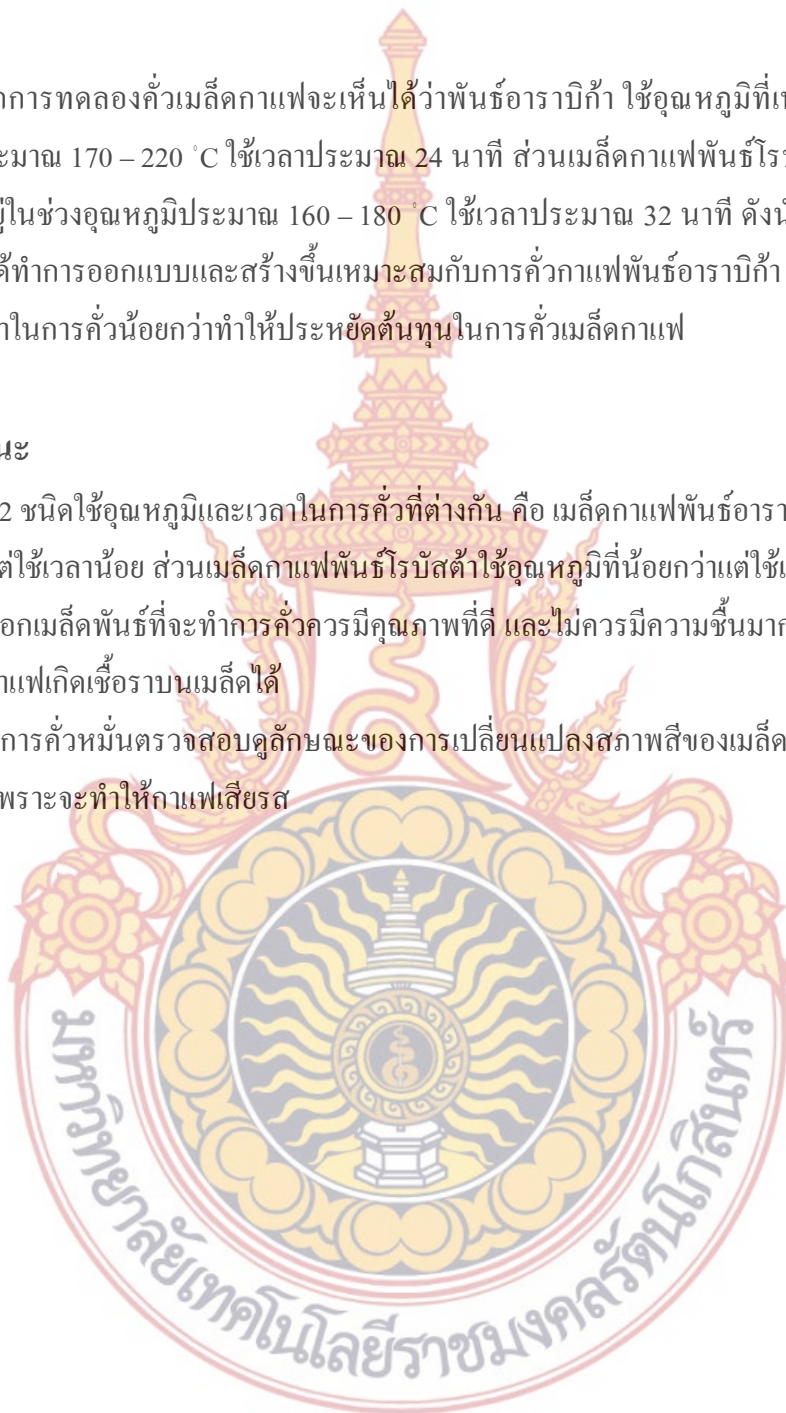 การทดลองคั่วเมล็ดกาแฟจะเห็นได้ว่าพันธ์อาราบิก้า ใช้อุณหภูมิที่เ
ะมาณ 170 – 220 °C ใช้เวลาประมาณ 24 นาที ส่วนเมล็ดกาแฟพันธ์โรบ
ยู่ในช่วงอุณหภูมิประมาณ 160 – 180 °C ใช้เวลาประมาณ 32 นาที ดังนั
ด้ทำการออกแบบและสร้างขึ้นเหมาะสมกับการคั่วกาแฟพันธ์อาราบิก้า
าในการคั่วน้อยกว่าทำให้ประหยัดต้นทุนในการคั่วเมล็ดกาแฟ
นะ
2 ชนิดใช้อุณหภูมิและเวลาในการคั่วที่ต่างกัน คือ เมล็ดกาแฟพันธ์อารา
ต่ใช้เวลาน้อย ส่วนเมล็ดกาแฟพันธ์โรบัสต้าใช้อุณหภูมิที่น้อยกว่าแต่ใช้เ
อกเมล็ดพันธ์ที่จะทำการคั่วควรมีคุณภาพที่ดี และไม่ควรมีความชื้นมาก
าแฟเกิดเชื้อราบนเมล็ดได้
การคั่วหมั่นตรวจสอบดูลักษณะของการเปลี่ยนแปลงสภาพสีของเมล็ด
พราะจะทำให้กาแฟเสียรส
มหาวิทยาลัยเทคโนโลยีราชมงคลรัตนโกสินทร์